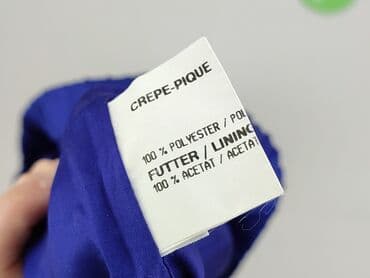 CREPE-PIQUE
100 % POLYESTER / POL
FUTTER / LINING
100 % ACETAT / ACETAT